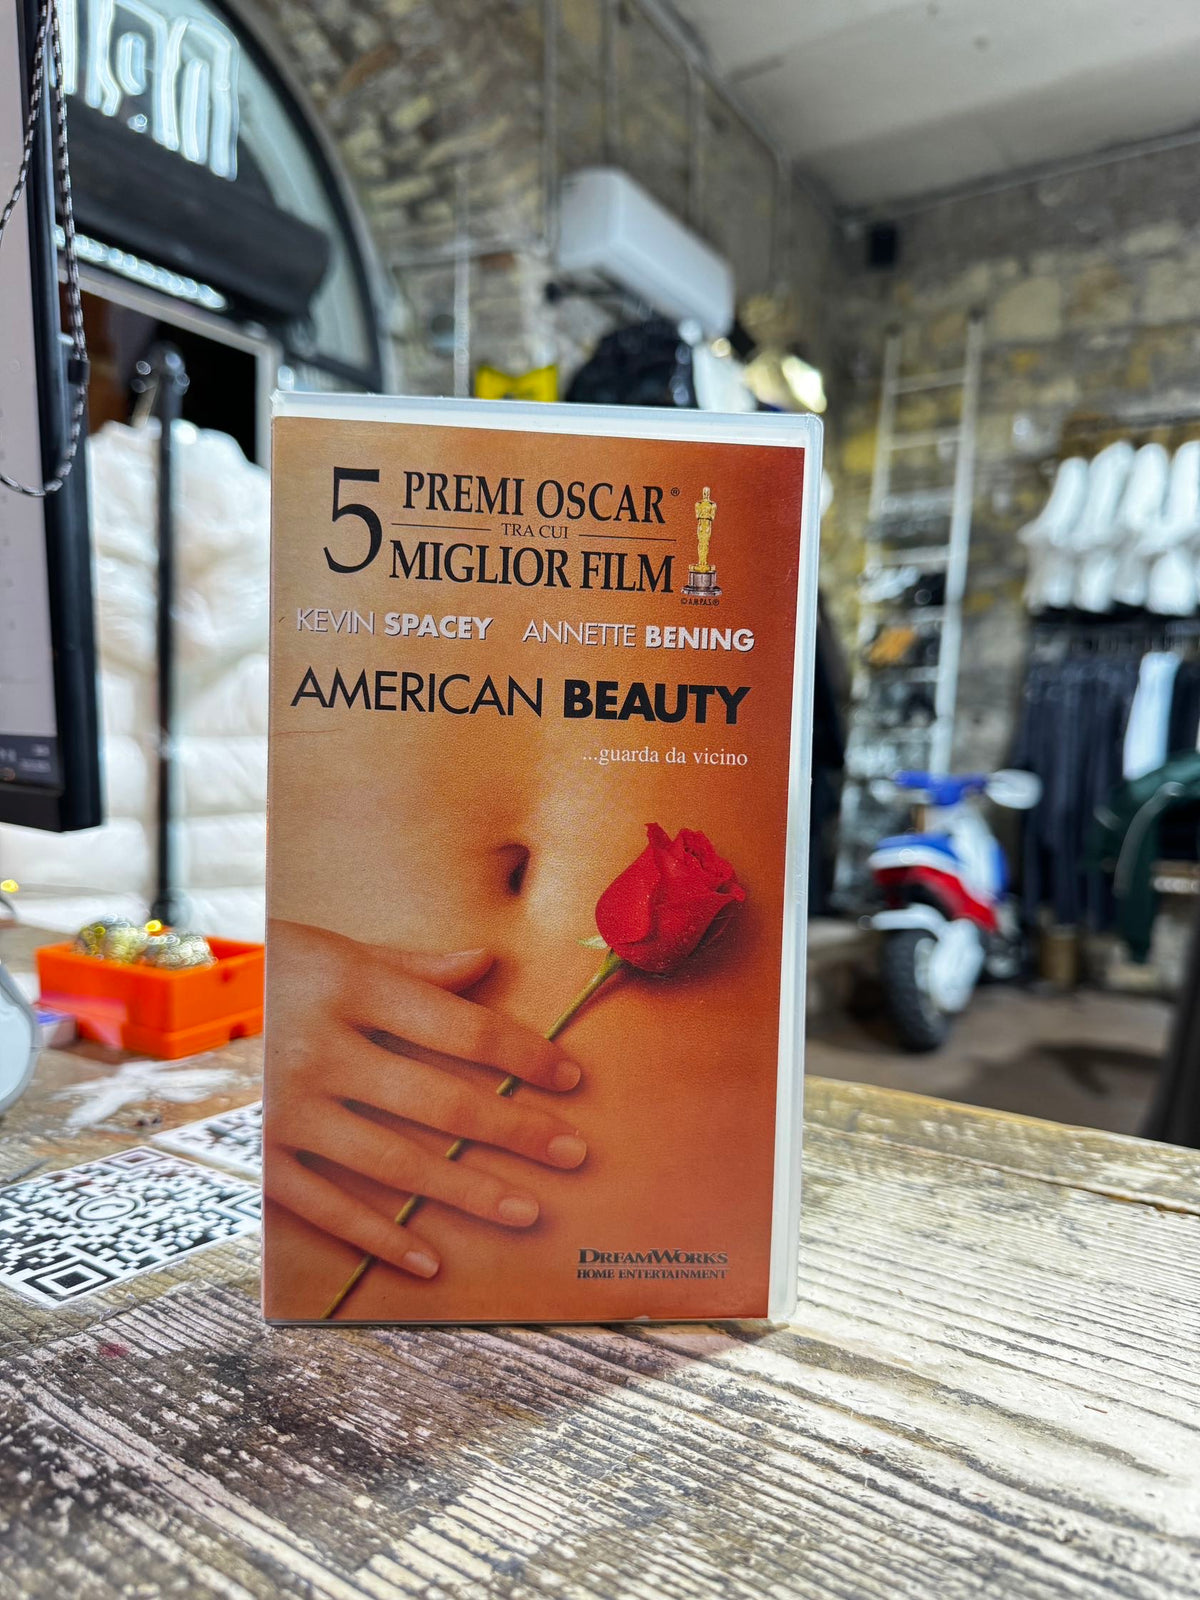 5 PREMI OSCAR®
TRA CUI
MIGLIOR FILM
©A.M.P.A.S.®
KEVIN SPACEY ANNETTE BENING
AMERICAN BEAUTY
...guarda da vicino
DREAMWORKS
HOME ENTERTAINMENT